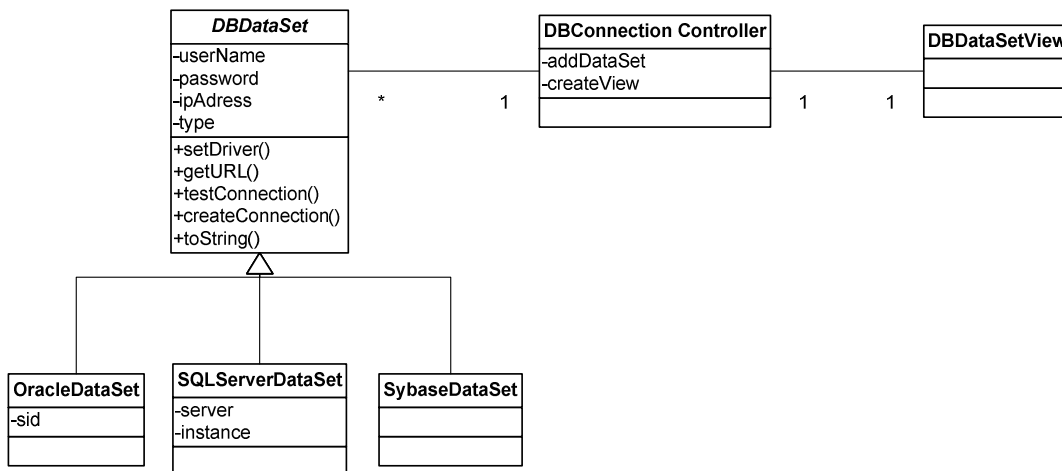 DBDataSet
-userName
-password
-ipAdress
-type
+setDriver()
+getURL()
+testConnection()
+createConnection()
+toString()
*
1
DBConnection Controller
-addDataSet
-createView
1
1
DBDataSetView
OracleDataSet
-sid
SQLServerDataSet
-server
-instance
SybaseDataSet